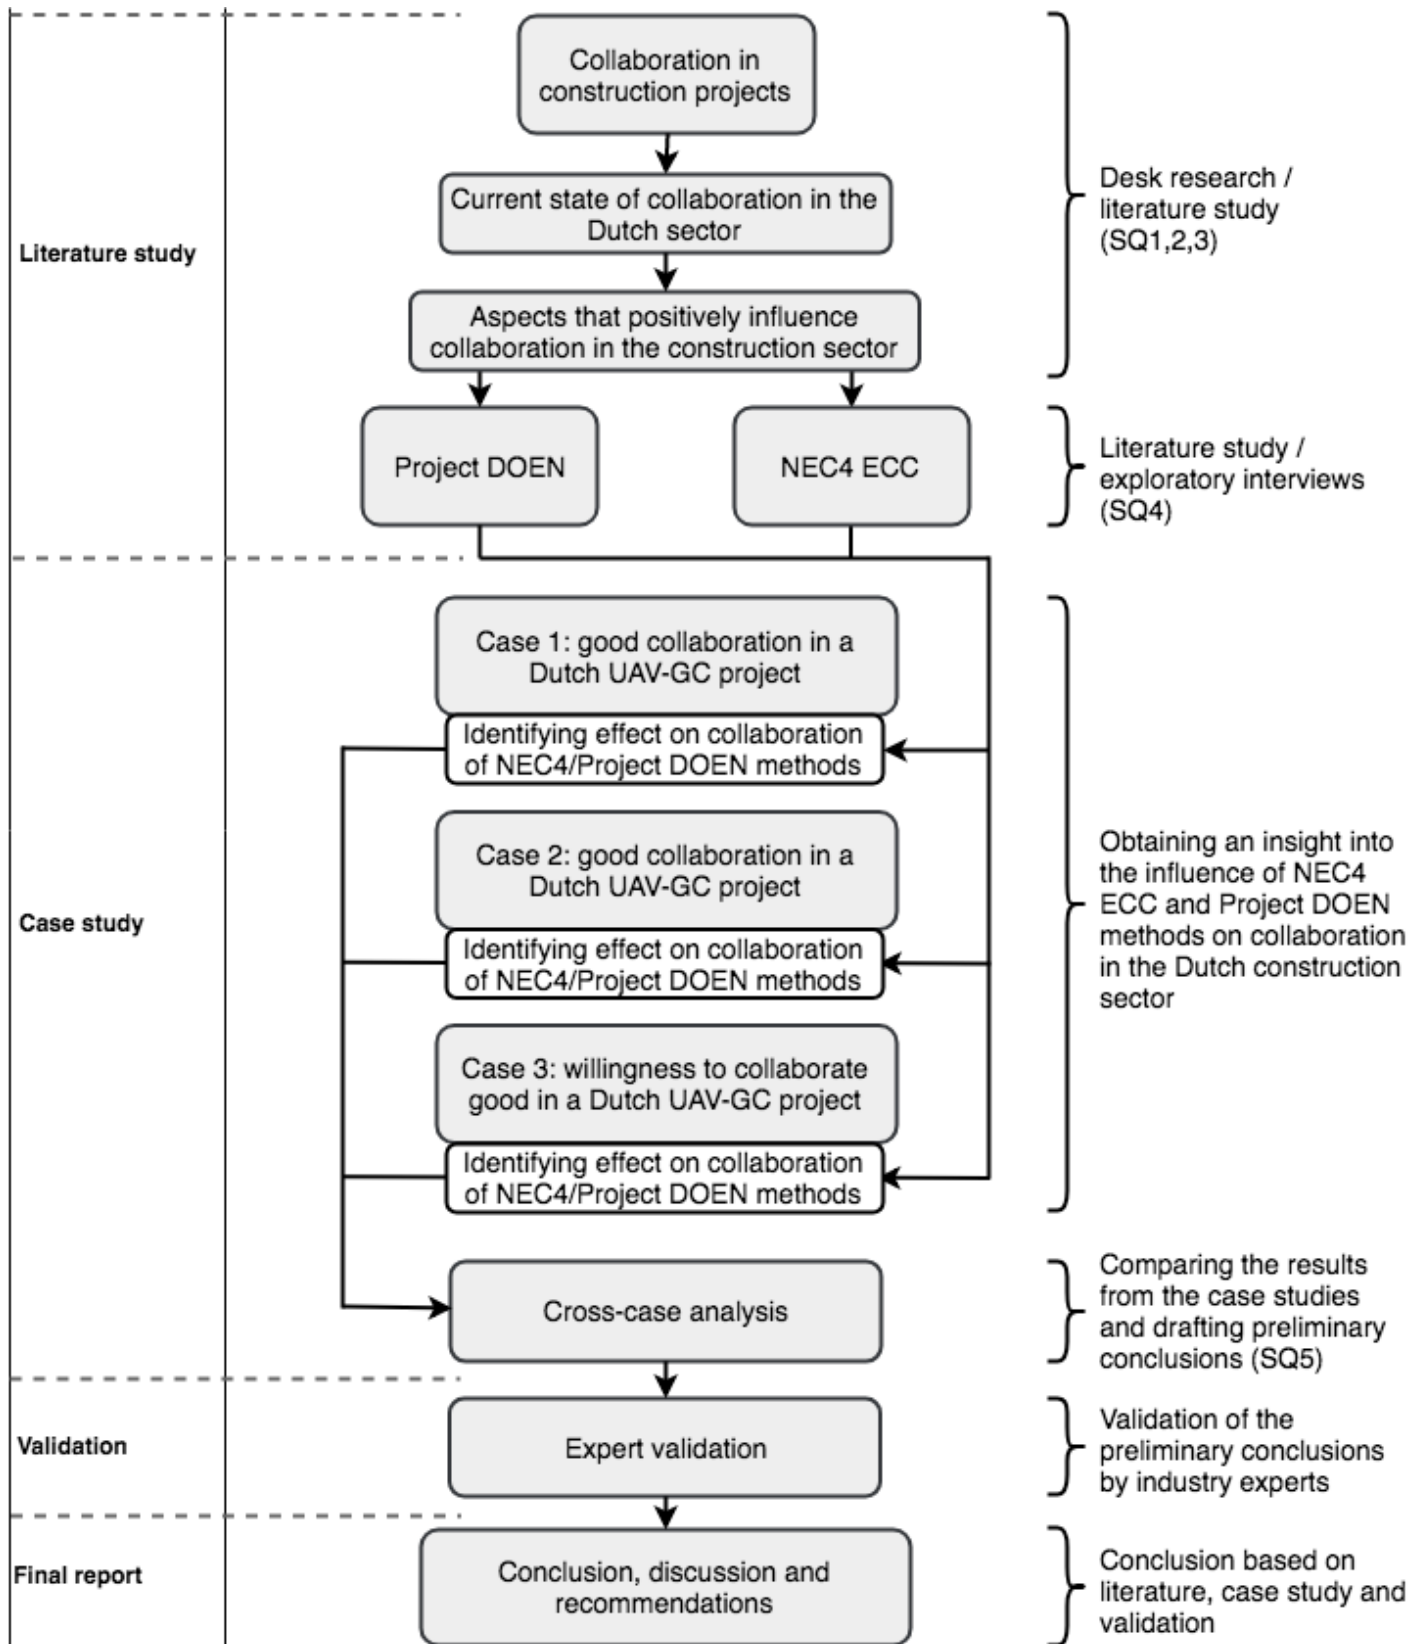 Collaboration in
construction projects
Current state of collaboration in the
Dutch sector
Literature study
Aspects that positively influence
collaboration in the construction sector
Desk research /
literature study
(SQ1,2,3)
Project DOEN
NEC4 ECC
Literature study /
exploratory interviews
(SQ4)
Case 1: good collaboration in a
Dutch UAV-GC project
Identifying effect on collaboration
of NEC4/Project DOEN methods
Case 2: good collaboration in a
Dutch UAV-GC project
Case study
Identifying effect on collaboration
of NEC4/Project DOEN methods
Case 3: willingness to collaborate
good in a Dutch UAV-GC project
Identifying effect on collaboration
of NEC4/Project DOEN methods
Obtaining an insight into
the influence of NEC4
ECC and Project DOEN
methods on collaboration
in the Dutch construction
sector
Cross-case analysis
Comparing the results
from the case studies
and drafting preliminary
conclusions (SQ5)
Validation
Expert validation
Validation of the
preliminary conclusions
by industry experts
Final report
Conclusion, discussion and
recommendations
Conclusion based on
literature, case study and
validation